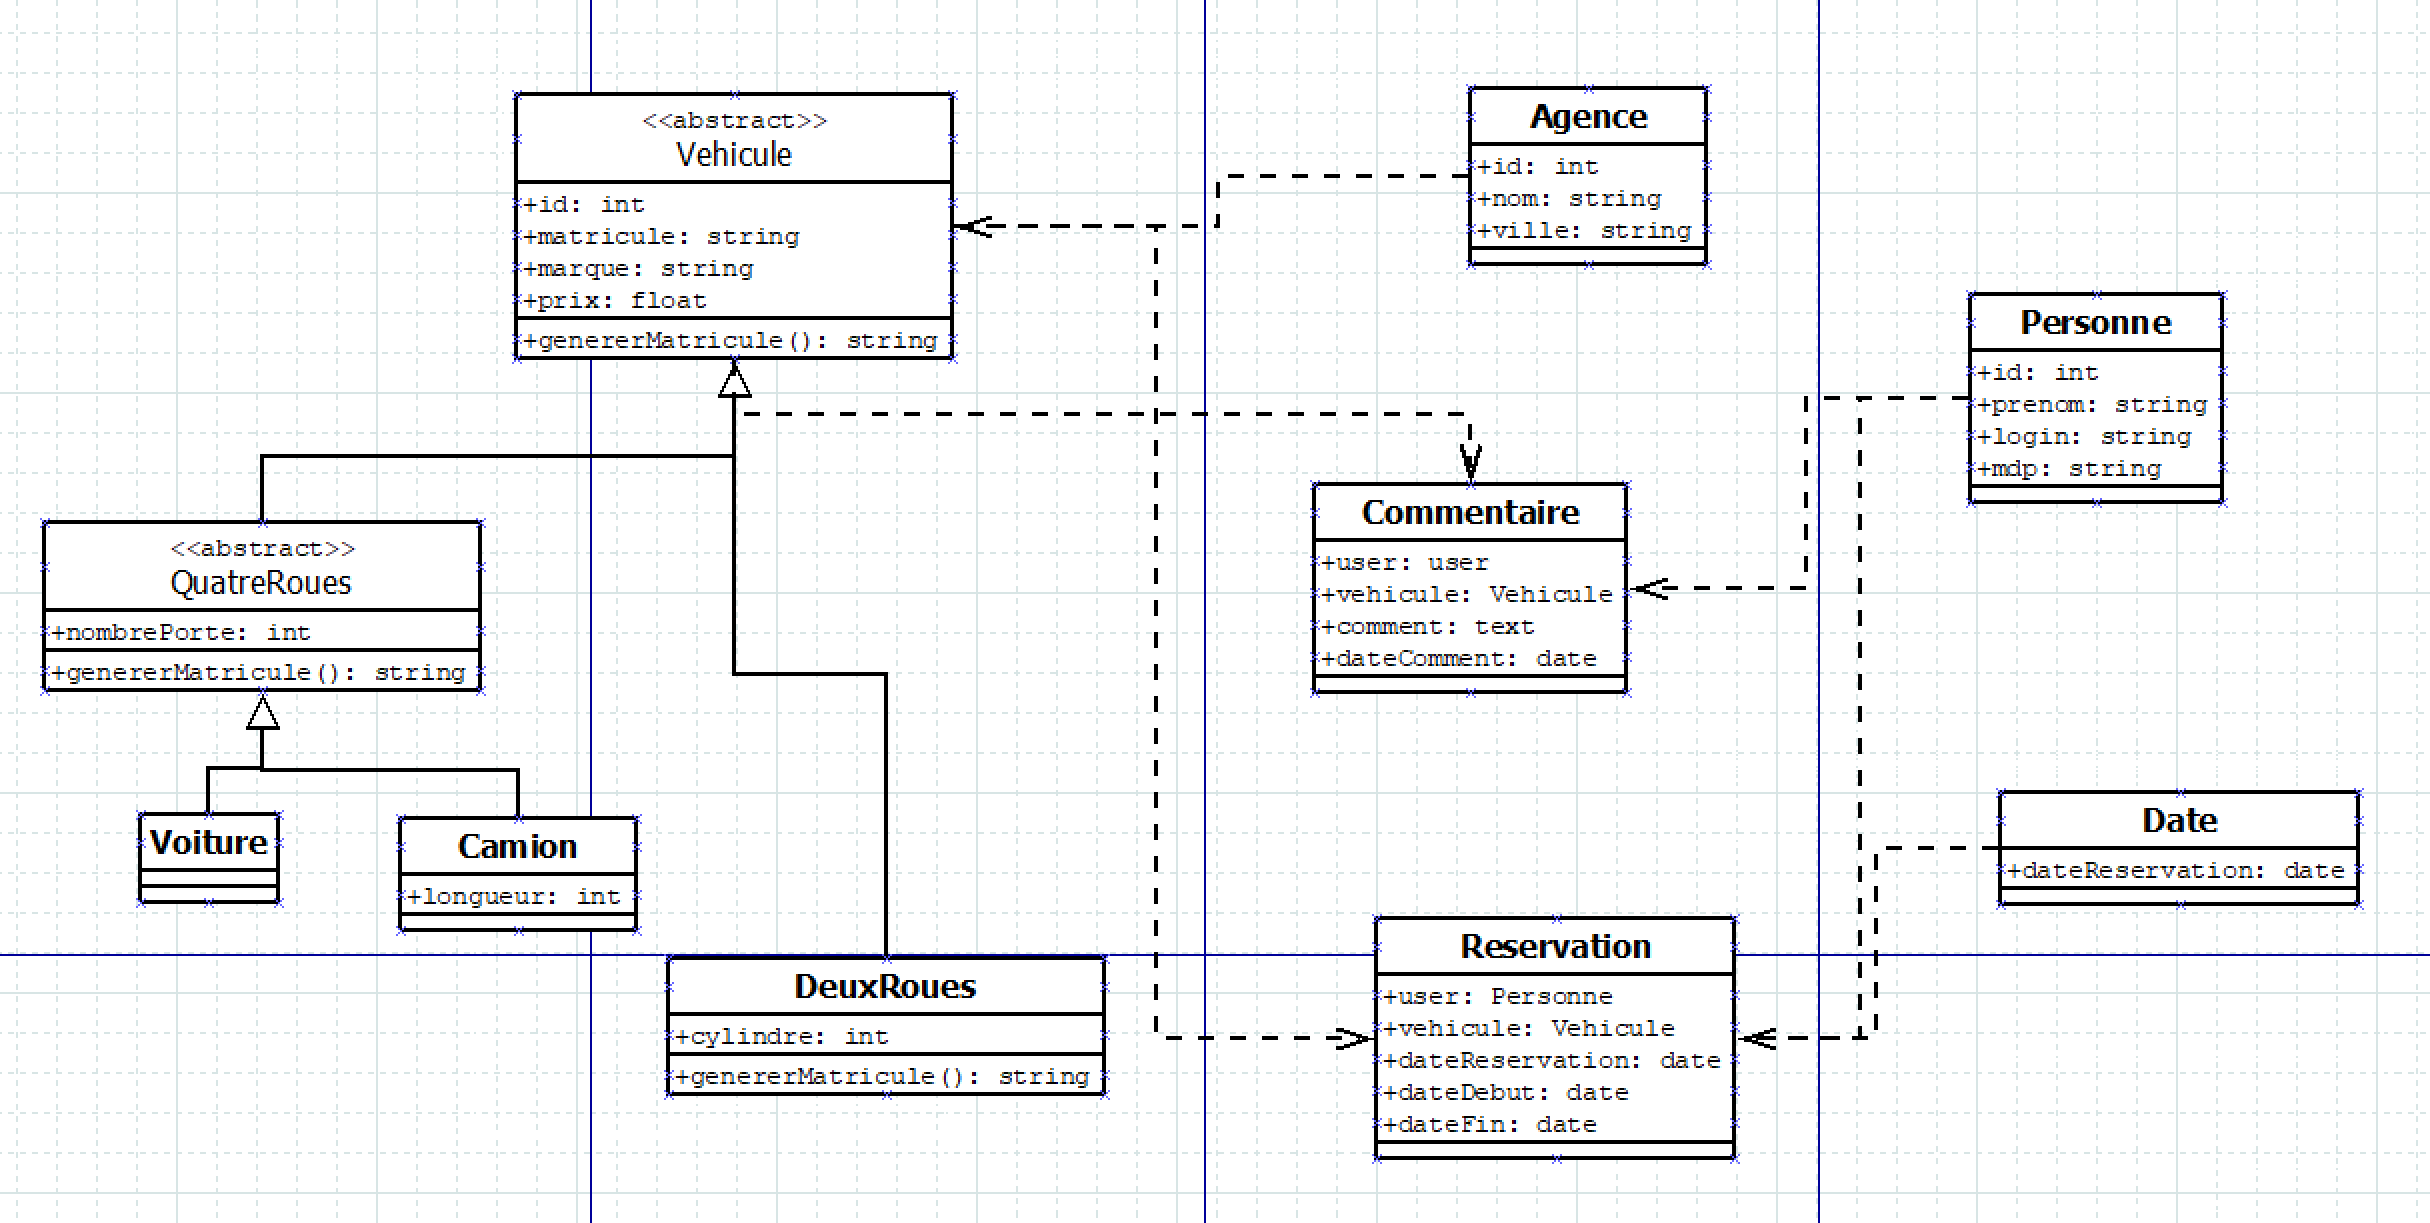 <<abstract>>
Vehicule
+id: int
+matricule: string
+marque: string
+prix: float
+genererMatricule(): string
Agence
+id: int
+nom: string
+ville: string
Personne
+id: int
+prenom: string
+login: string
+mdp: string
<<abstract>>
QuatreRoues
+nombrePorte: int
+genererMatricule(): string
Commentaire
+user: user
+vehicule: Vehicule
+comment: text
+dateComment: date
Voiture
Camion
+longueur: int
Date
+dateReservation: date
DeuxRoues
+cylindre: int
+genererMatricule(): string
Reservation
+user: Personne
+vehicule: Vehicule
+dateReservation: date
+dateDebut: date
+dateFin: date